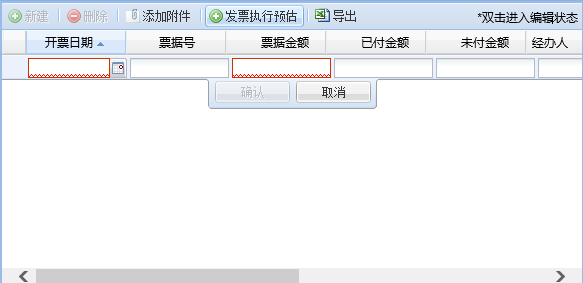 新建 删除 添加附件 发票执行预估 导出 *双击进入编辑状态
开票日期 票据号 票据金额 已付金额 未付金额 经办人
确认 取消